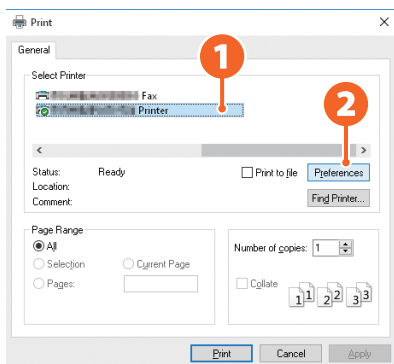 Print
General
1
Select Printer
Fax
Printer
2
Status: Ready
Print to file Preferences
Location:
Comment:
Find Printer...
Page Range
All
Selection Current Page
Pages:
Number of copies: 1
Collate
1 1 2 2 3 3
Print Cancel Apply